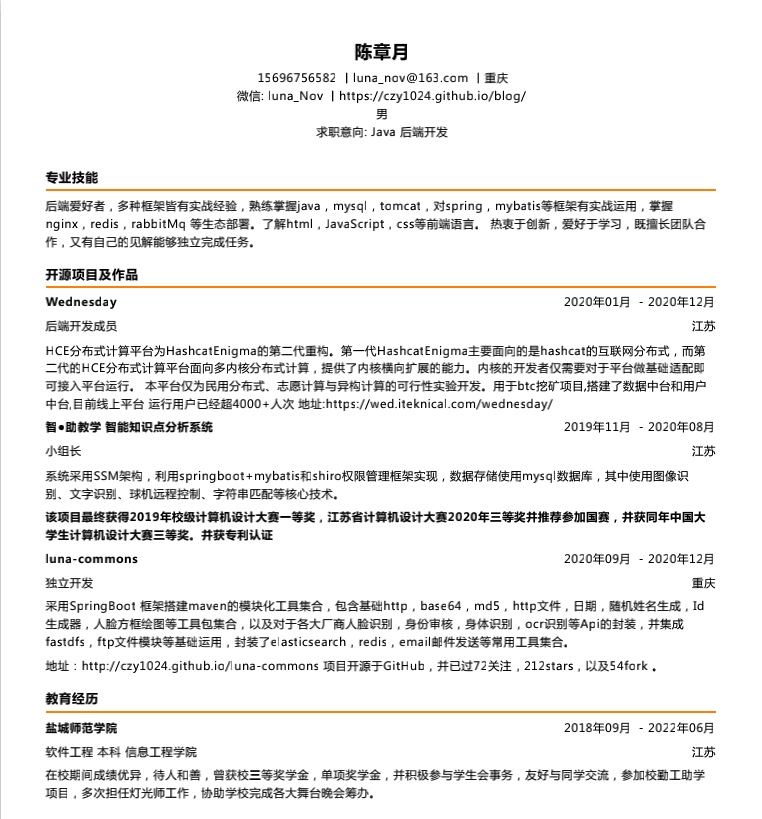 陈章月
15696756582 | luna_nov@163.com | 重庆
微信: luna_Nov | https://czy1024.github.io/blog/
男
求职意向: Java 后端开发
专业技能
后端爱好者，多种框架皆有实战经验，熟练掌握java，mysql，tomcat，对spring，mybatis等框架有实战运用，掌握
nginx，redis，rabbitMq 等生态部署。了解html，JavaScript，css等前端语言。 热衷于创新，爱好于学习，既擅长团队合
作，又有自己的见解能够独立完成任务。
开源项目及作品
Wednesday 2020年01月 - 2020年12月
后端开发成员 江苏
HCE分布式计算平台为HashcatEnigma的第二代重构。第一代HashcatEnigma主要面向的是hashcat的互联网分布式，而第
二代的HCE分布式计算平台面向多内核分布式计算，提供了内核横向扩展的能力。内核的开发者仅需要对于平台做基础适配即
可接入平台运行。 本平台仅为民用分布式、志愿计算与异构计算的可行性实验开发。用于btc挖矿项目,搭建了数据中台和用户
中台,目前线上平台 运行用户已经超4000+人次 地址:https://wed.iteknical.com/wednesday/
智●助教学 智能知识点分析系统 2019年11月 - 2020年08月
小组长 江苏
系统采用SSM架构，利用springboot+mybatis和shiro权限管理框架实现，数据存储使用mysql数据库，其中使用图像识
别、文字识别、球机远程控制、字符串匹配等核心技术。
该项目最终获得2019年校级计算机设计大赛一等奖，江苏省计算机设计大赛2020年三等奖并推荐参加国赛，并获同年中国大
学生计算机设计大赛三等奖。并获专利认证
luna-commons 2020年09月 - 2020年12月
独立开发 重庆
采用SpringBoot 框架搭建maven的模块化工具集合，包含基础http，base64，md5，http文件，日期，随机姓名生成，Id
生成器，人脸方框绘图等工具包集合，以及对于各大厂商人脸识别，身份审核，身体识别，ocr识别等Api的封装，并集成
fastdfs，ftp文件模块等基础运用，封装了elasticsearch，redis，email邮件发送等常用工具集合。
地址：http://czy1024.github.io/luna-commons 项目开源于GitHub，并已过72关注，212stars，以及54fork 。
教育经历
盐城师范学院 2018年09月 - 2022年06月
软件工程 本科 信息工程学院 江苏
在校期间成绩优异，待人和善，曾获校三等奖学金，单项奖学金，并积极参与学生会事务，友好与同学交流，参加校勤工助学
项目，多次担任灯光师工作，协助学校完成各大舞台晚会筹办。